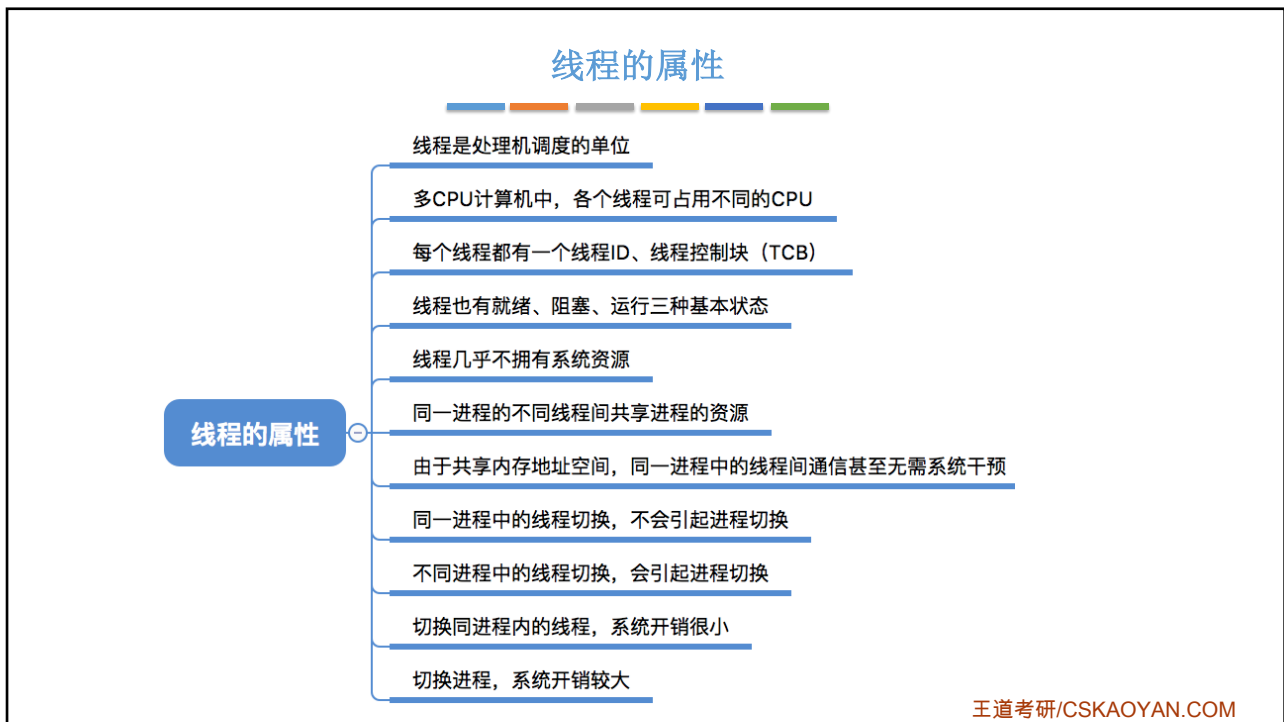 线程的属性
线程是处理机调度的单位
多CPU计算机中，各个线程可占用不同的CPU
每个线程都有一个线程ID、线程控制块（TCB）
线程也有就绪、阻塞、运行三种基本状态
线程几乎不拥有系统资源
线程的属性
同一进程的不同线程间共享进程的资源
由于共享内存地址空间，同一进程中的线程间通信甚至无需系统干预
同一进程中的线程切换，不会引起进程切换
不同进程中的线程切换，会引起进程切换
切换同进程内的线程，系统开销很小
切换进程，系统开销较大
王道考研/CSKAOYAN.COM